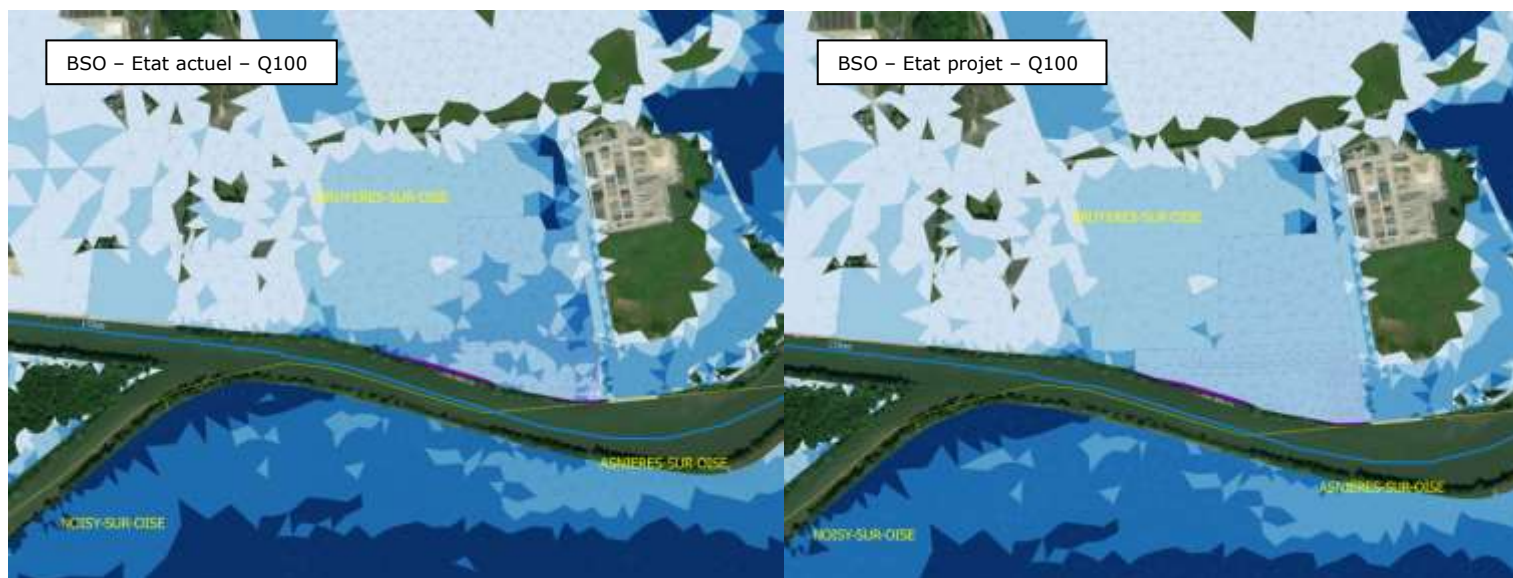 BSO – Etat actuel – Q100
BRUYERES-SUR-OISE
ASNIERES-SUR-OISE
NOISY-SUR-OISE
BSO – Etat projet – Q100
BRUYERES-SUR-OISE
ASNIERES-SUR-OISE
NOISY-SUR-OISE